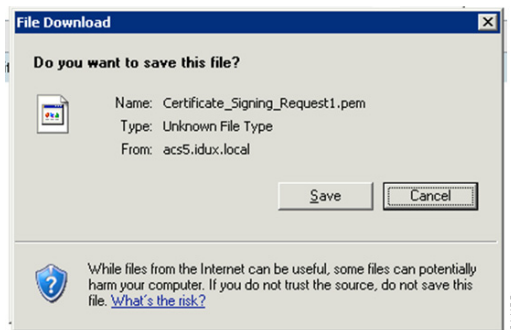 File Download
Do you want to save this file?
Name: Certificate_Signing_Request1.pem
Type: Unknown File Type
From: acs5.idux.local
Save
Cancel
While files from the Internet can be useful, some files can potentially
harm your computer. If you do not trust the source, do not save this
file. What's the risk?